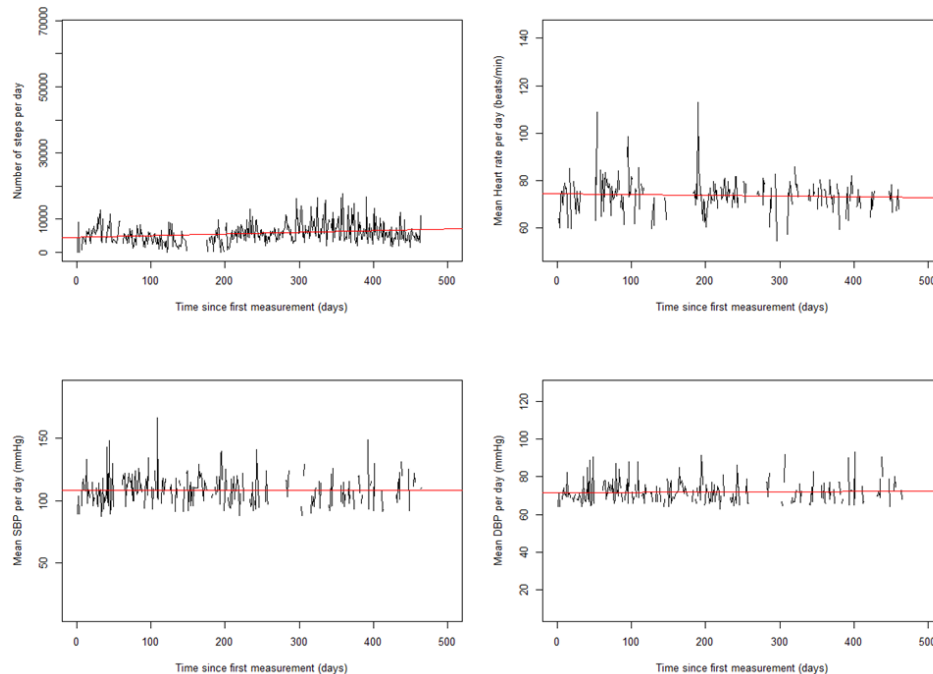 Number of steps per day
0
10000
30000
50000
70000
0 100 200 300 400 500
Time since first measurement (days)
Mean Heart rate per day (beats/min)
60
80
100
120
140
0 100 200 300 400 500
Time since first measurement (days)
Mean SBP per day (mmHg)
50
100
150
0 100 200 300 400 500
Time since first measurement (days)
Mean DBP per day (mmHg)
20
40
60
80
100
120
0 100 200 300 400 500
Time since first measurement (days)